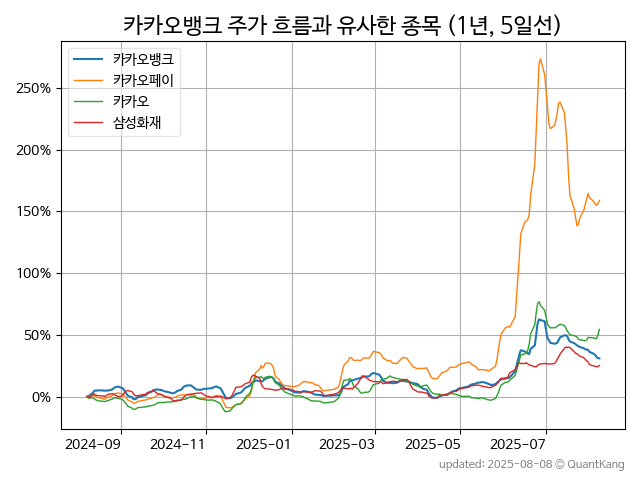 카카오뱅크 주가 흐름과 유사한 종목 (1년, 5일선)
카카오뱅크
카카오페이
카카오
삼성화재
250%
200%
150%
100%
50%
0%
2024-09 2024-11 2025-01 2025-03 2025-05 2025-07
updated: 2025-08-08 © QuantKang